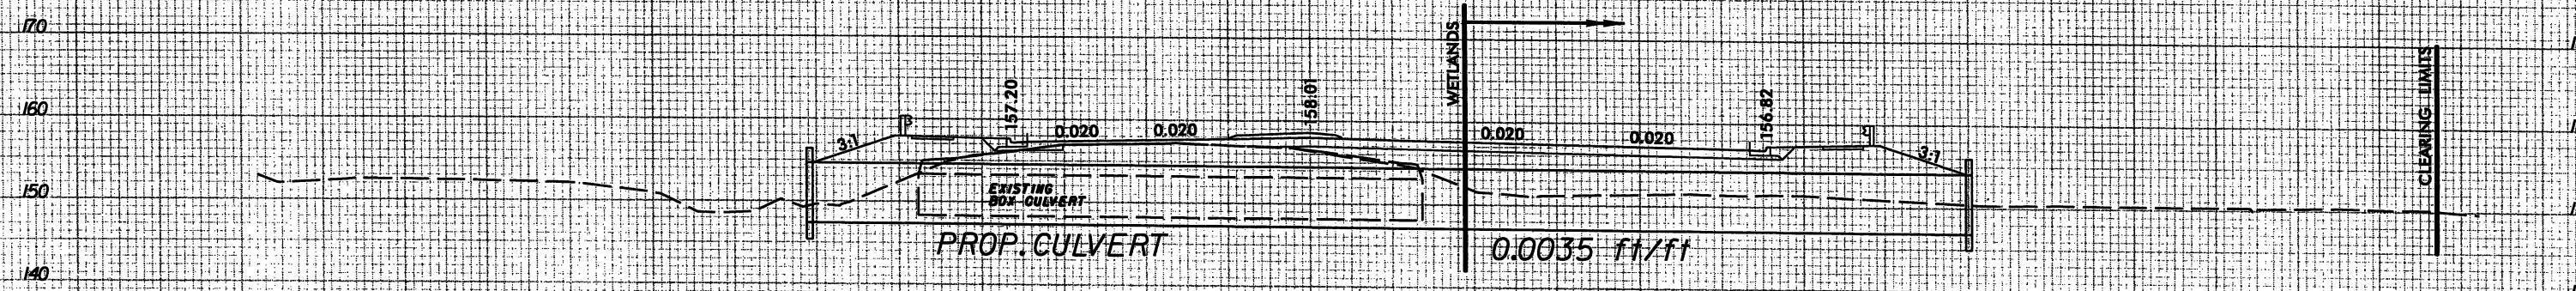 170
WETLANDS
CLEARING LIMITS
160
157.20
158.01
156.82
3:1
0.020
0.020
0.020
0.020
3:1
150
EXISTING
BOX CULVERT
PROP. CULVERT
0.0035 ft/ft
140